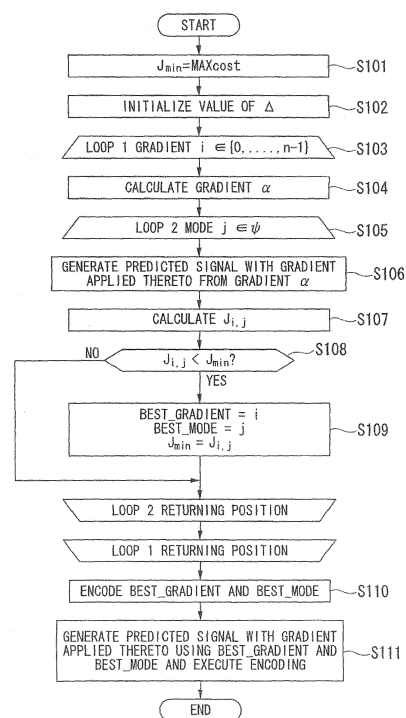 START
Jmin=MAXcost
S101
INITIALIZE VALUE OF Δ
S102
LOOP 1 GRADIENT i ∈{0,....,n-1}
S103
CALCULATE GRADIENT α
S104
LOOP 2 MODE j ∈ψ
S105
GENERATE PREDICTED SIGNAL WITH GRADIENT
APPLIED THERETO FROM GRADIENT α
S106
CALCULATE Ji,j
S107
Ji,j < Jmin?
S108
NO
YES
BEST_GRADIENT = i
BEST_MODE = j
Jmin = Ji,j
S109
LOOP 2 RETURNING POSITION
LOOP 1 RETURNING POSITION
ENCODE BEST_GRADIENT AND BEST_MODE
S110
GENERATE PREDICTED SIGNAL WITH GRADIENT
APPLIED THERETO USING BEST_GRADIENT AND
BEST_MODE AND EXECUTE ENCODING
S111
END